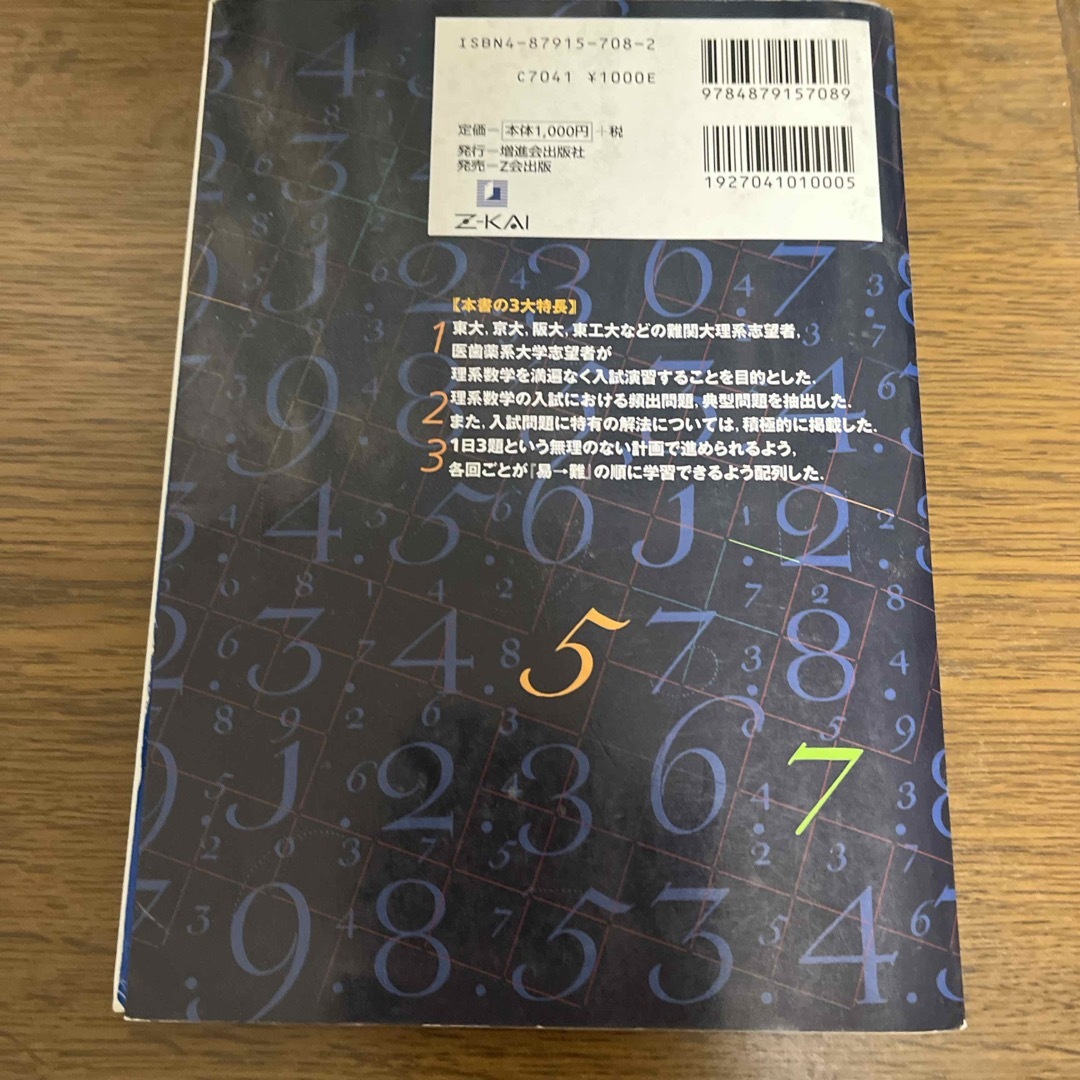 ISBN4-87915-708-2
C7041 ¥1000E
9784879157089
定価－本体1,000円＋税
発行－増進会出版社
発売－Z会出版
1927041010005
Z-KAI
【本書の3大特長】
1 東大，京大，阪大，東工大などの難関大理系志望者，
医歯薬系大学志望者が
理系数学を満遍なく入試演習することを目的とした．
2 理系数学の入試における頻出問題，典型問題を抽出した．
また，入試問題に特有の解法については，積極的に掲載した．
3 1日3題という無理のない計画で進められるよう，
各回ごとが『易→難』の順に学習できるよう配列した．
5
7